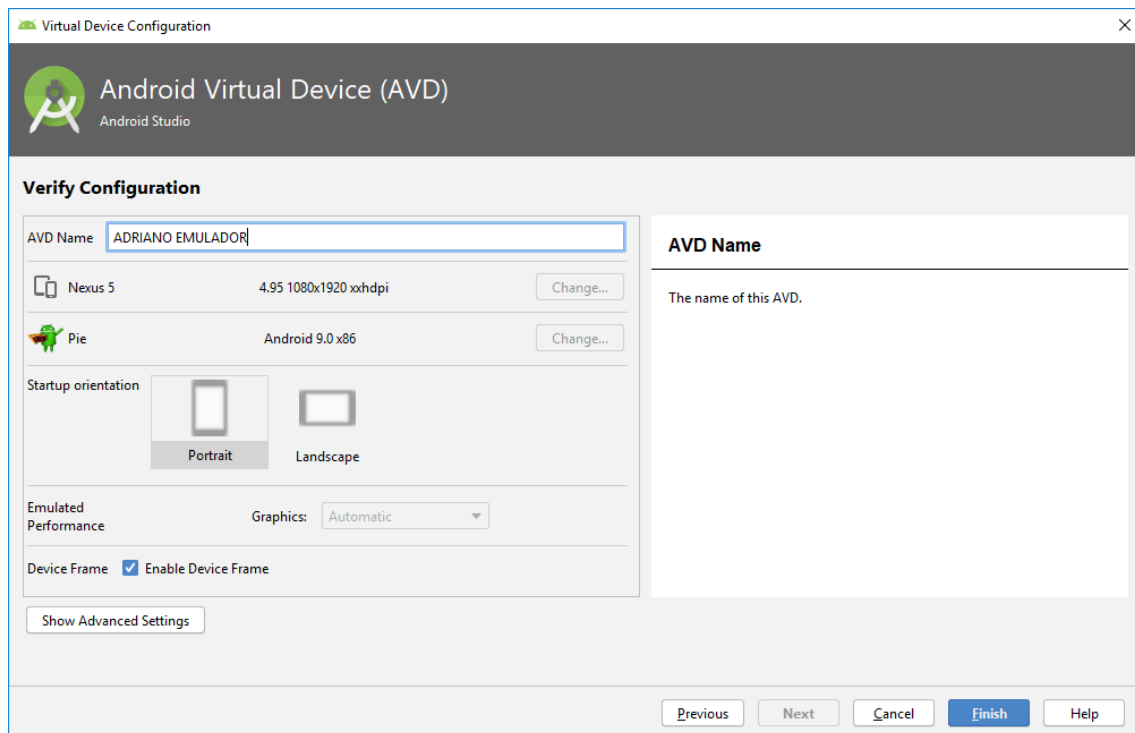 Virtual Device Configuration
Android Virtual Device (AVD)
Android Studio
Verify Configuration
AVD Name ADRIANO EMULADOR
Nexus 5 4.95 1080x1920 xxhdpi Change...
Pie Android 9.0 x86 Change...
Startup orientation
Portrait Landscape
Emulated
Performance
Graphics: Automatic
Device Frame Enable Device Frame
Show Advanced Settings
AVD Name
The name of this AVD.
Previous Next Cancel Finish Help